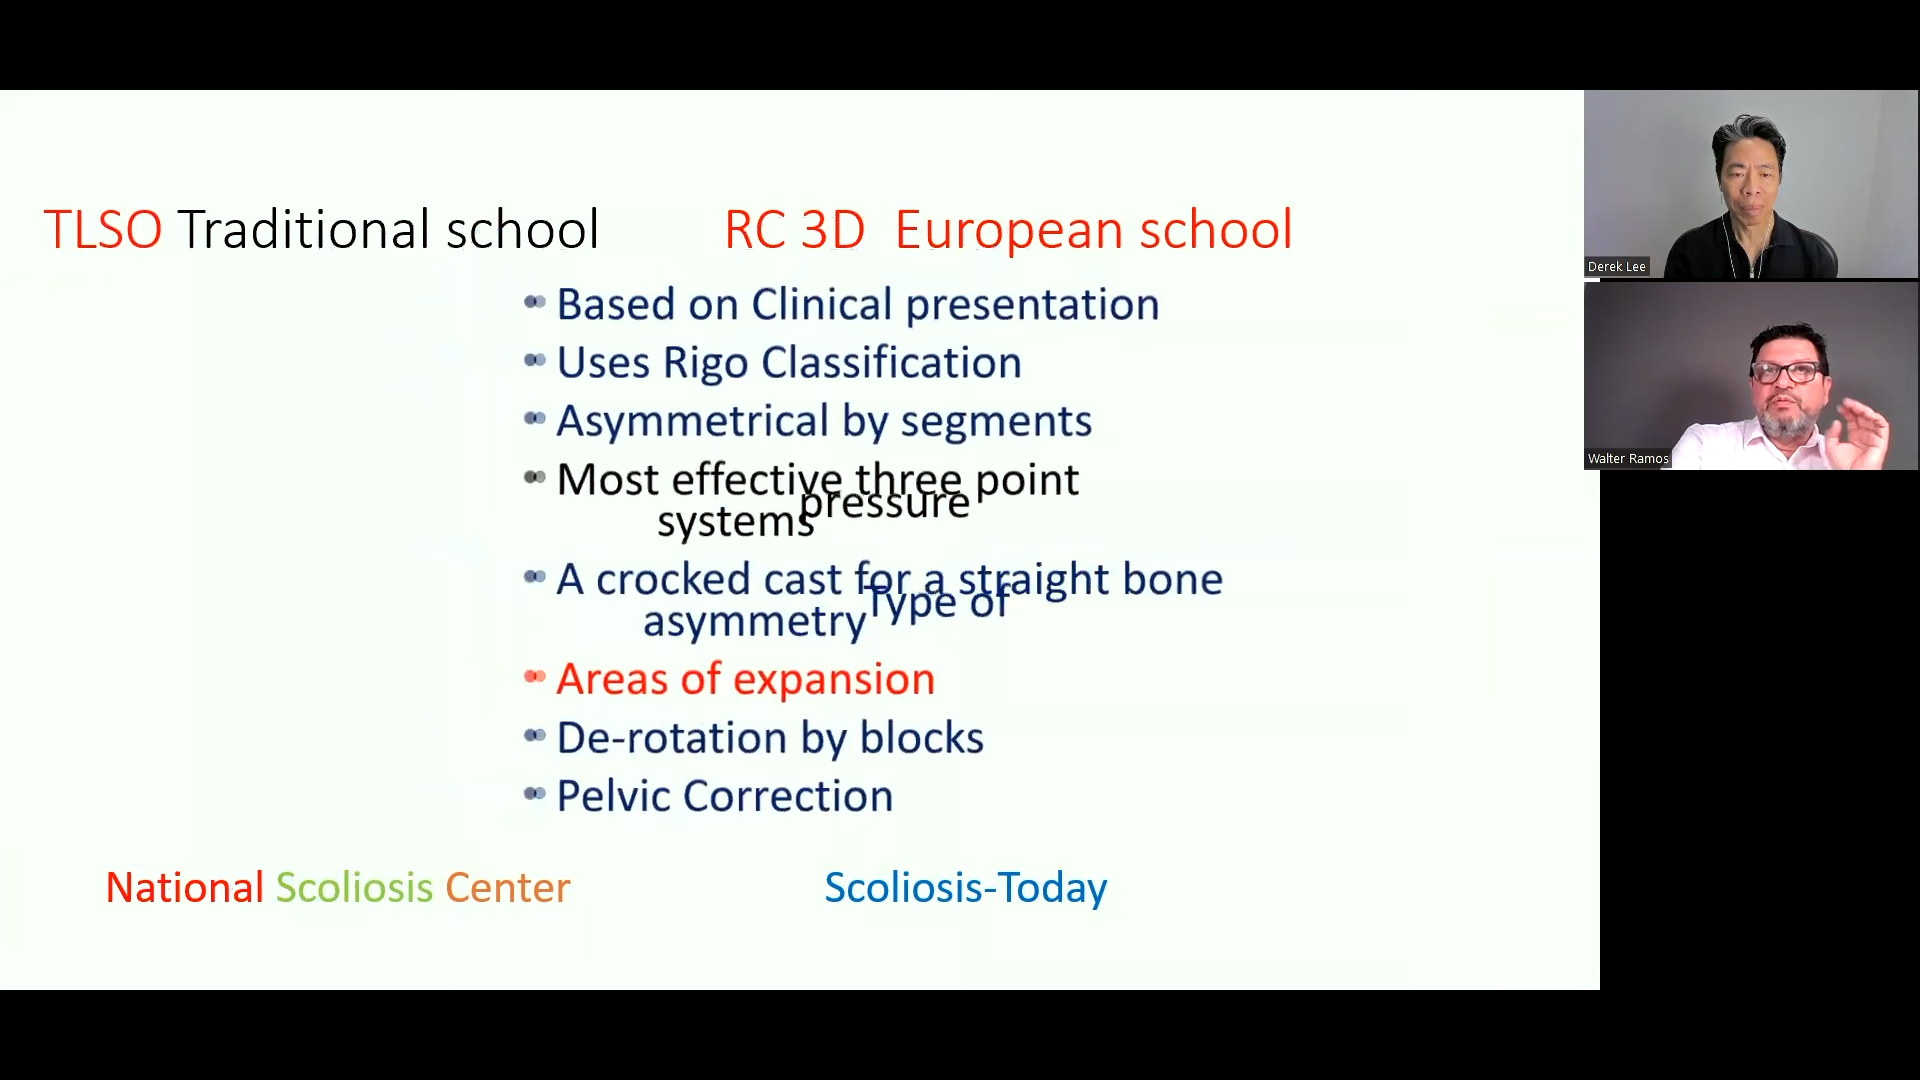 TLSO Traditional school
RC 3D European school
Based on Clinical presentation
Uses Rigo Classification
Asymmetrical by segments
Most effective three point
pressure
systems
A crocked cast for a straight bone
Type of
asymmetry
Areas of expansion
De-rotation by blocks
Pelvic Correction
National Scoliosis Center
Scoliosis-Today
Derek Lee
Walter Ramos